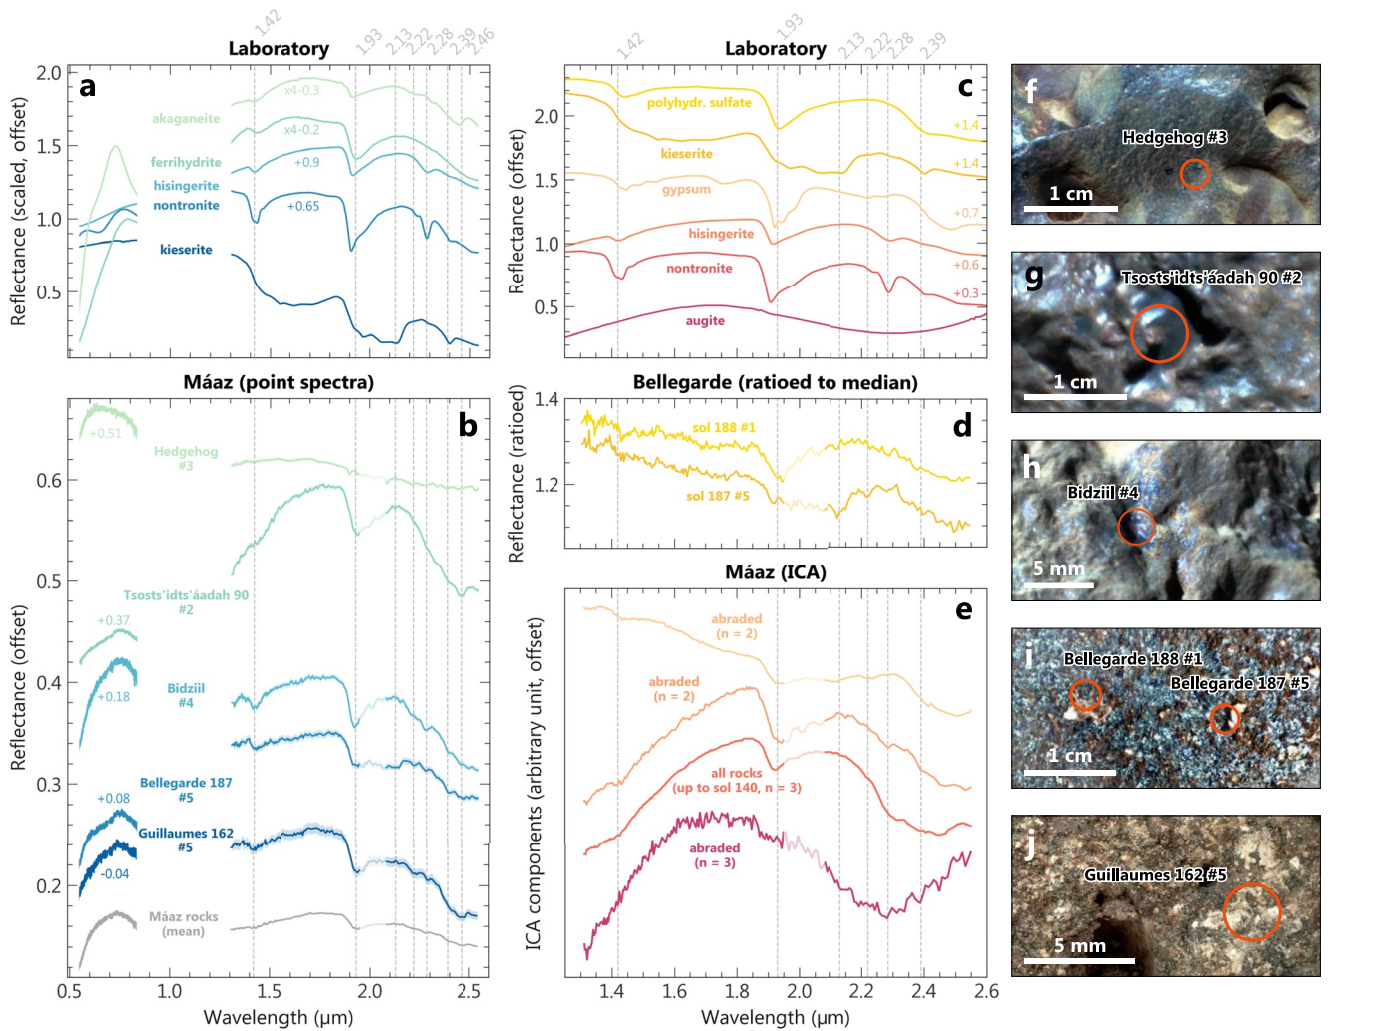 1.42
1.93
2.13
2.22
2.28
2.39
2.46
Laboratory
a
2.0
1.5
1.0
0.5
Reflectance (scaled, offset)
x4-0.3
akaganeite
x4-0.2
ferrihydrite
+0.9
hisingerite
nontronite
+0.65
kieserite
Máaz (point spectra)
b
0.6
0.5
0.4
0.3
0.2
Reflectance (offset)
+0.51
Hedgehog
#3
Tsosts'idts'áadah 90
#2
+0.37
+0.18
Bidziil
#4
Bellegarde 187
#5
+0.08
Guillaumes 162
#5
-0.04
Máaz rocks
(mean)
0.5
1.0
1.5
2.0
2.5
Wavelength (μm)
1.42
1.93
2.13
2.22
2.28
2.39
Laboratory
c
2.0
1.5
1.0
0.5
Reflectance (offset)
polyhydr. sulfate
+1.4
kieserite
+1.4
gypsum
+0.7
hisingerite
+0.6
nontronite
+0.3
augite
Bellegarde (ratioed to median)
d
1.4
1.2
Reflectance (ratioed)
sol 188 #1
sol 187 #5
Máaz (ICA)
e
ICA components (arbitrary unit, offset)
abraded
(n = 2)
abraded
(n = 2)
all rocks
(up to sol 140, n = 3)
abraded
(n = 3)
1.4
1.6
1.8
2.0
2.2
2.4
2.6
Wavelength (μm)
f
Hedgehog #3
1 cm
g
Tsosts'idts'áadah 90 #2
1 cm
h
Bidziil #4
5 mm
i
Bellegarde 188 #1
Bellegarde 187 #5
1 cm
j
Guillaumes 162 #5
5 mm